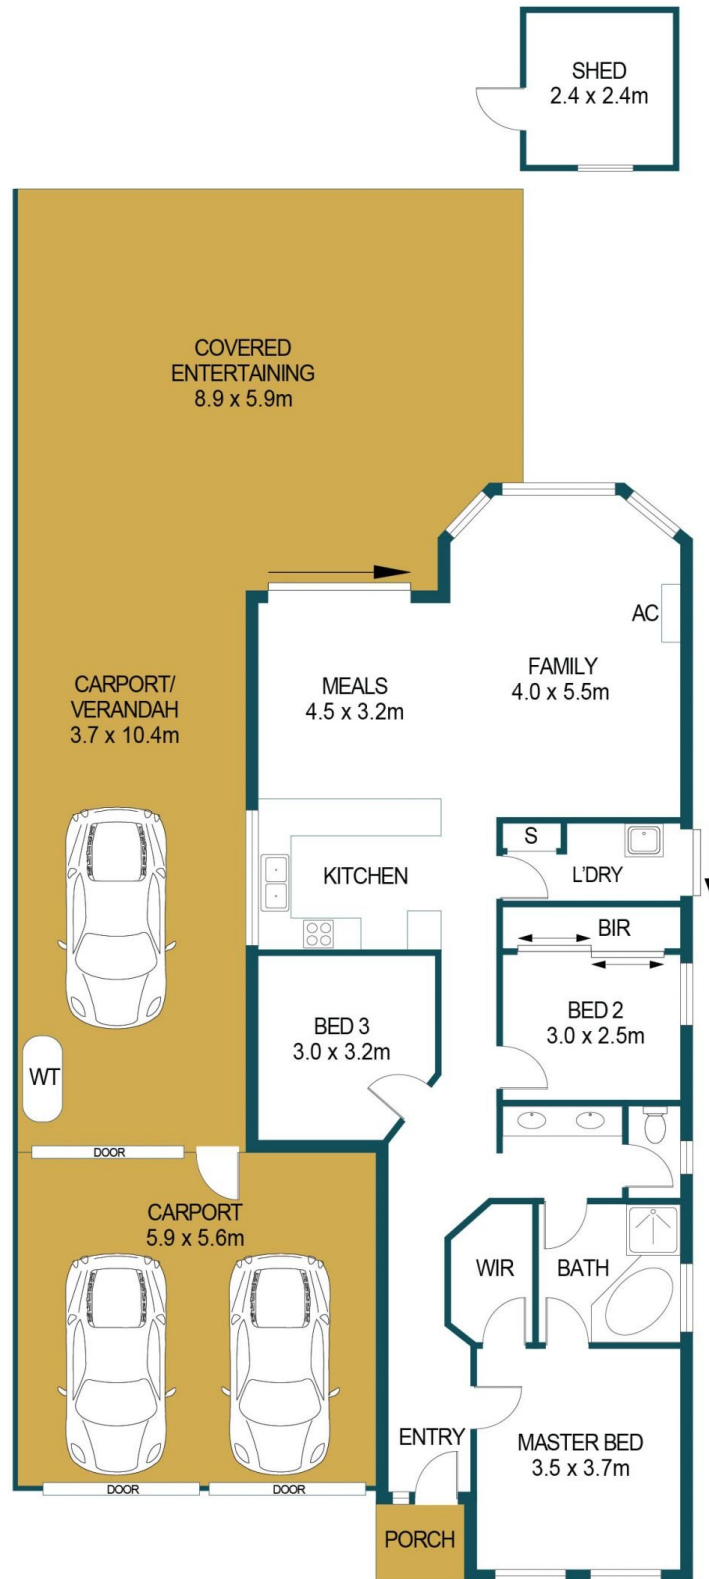 SHED
2.4 x 2.4m
COVERED
ENTERTAINING
8.9 x 5.9m
AC
FAMILY
4.0 x 5.5m
MEALS
4.5 x 3.2m
CARPORT/
VERANDAH
3.7 x 10.4m
S
L'DRY
KITCHEN
BIR
BED 2
3.0 x 2.5m
BED 3
3.0 x 3.2m
WT
DOOR
CARPORT
5.9 x 5.6m
WIR
BATH
ENTRY
MASTER BED
3.5 x 3.7m
DOOR
DOOR
PORCH